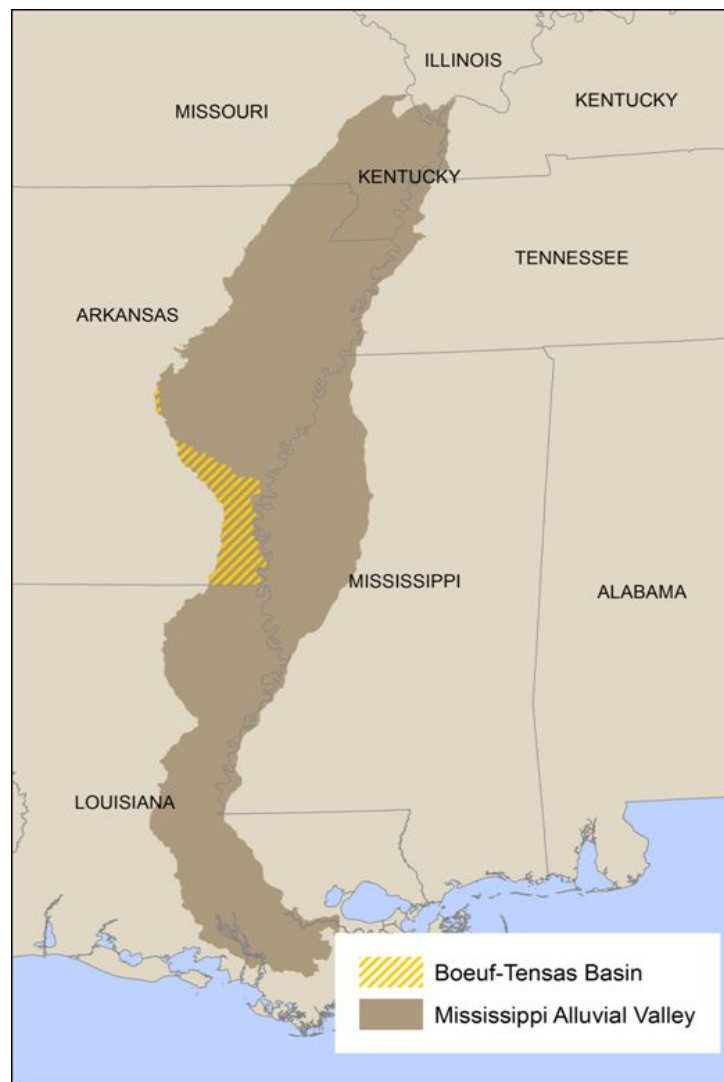 ILLINOIS
KENTUCKY
MISSOURI
KENTUCKY
TENNESSEE
ARKANSAS
MISSISSIPPI
ALABAMA
LOUISIANA
Boeuf-Tensas Basin
Mississippi Alluvial Valley